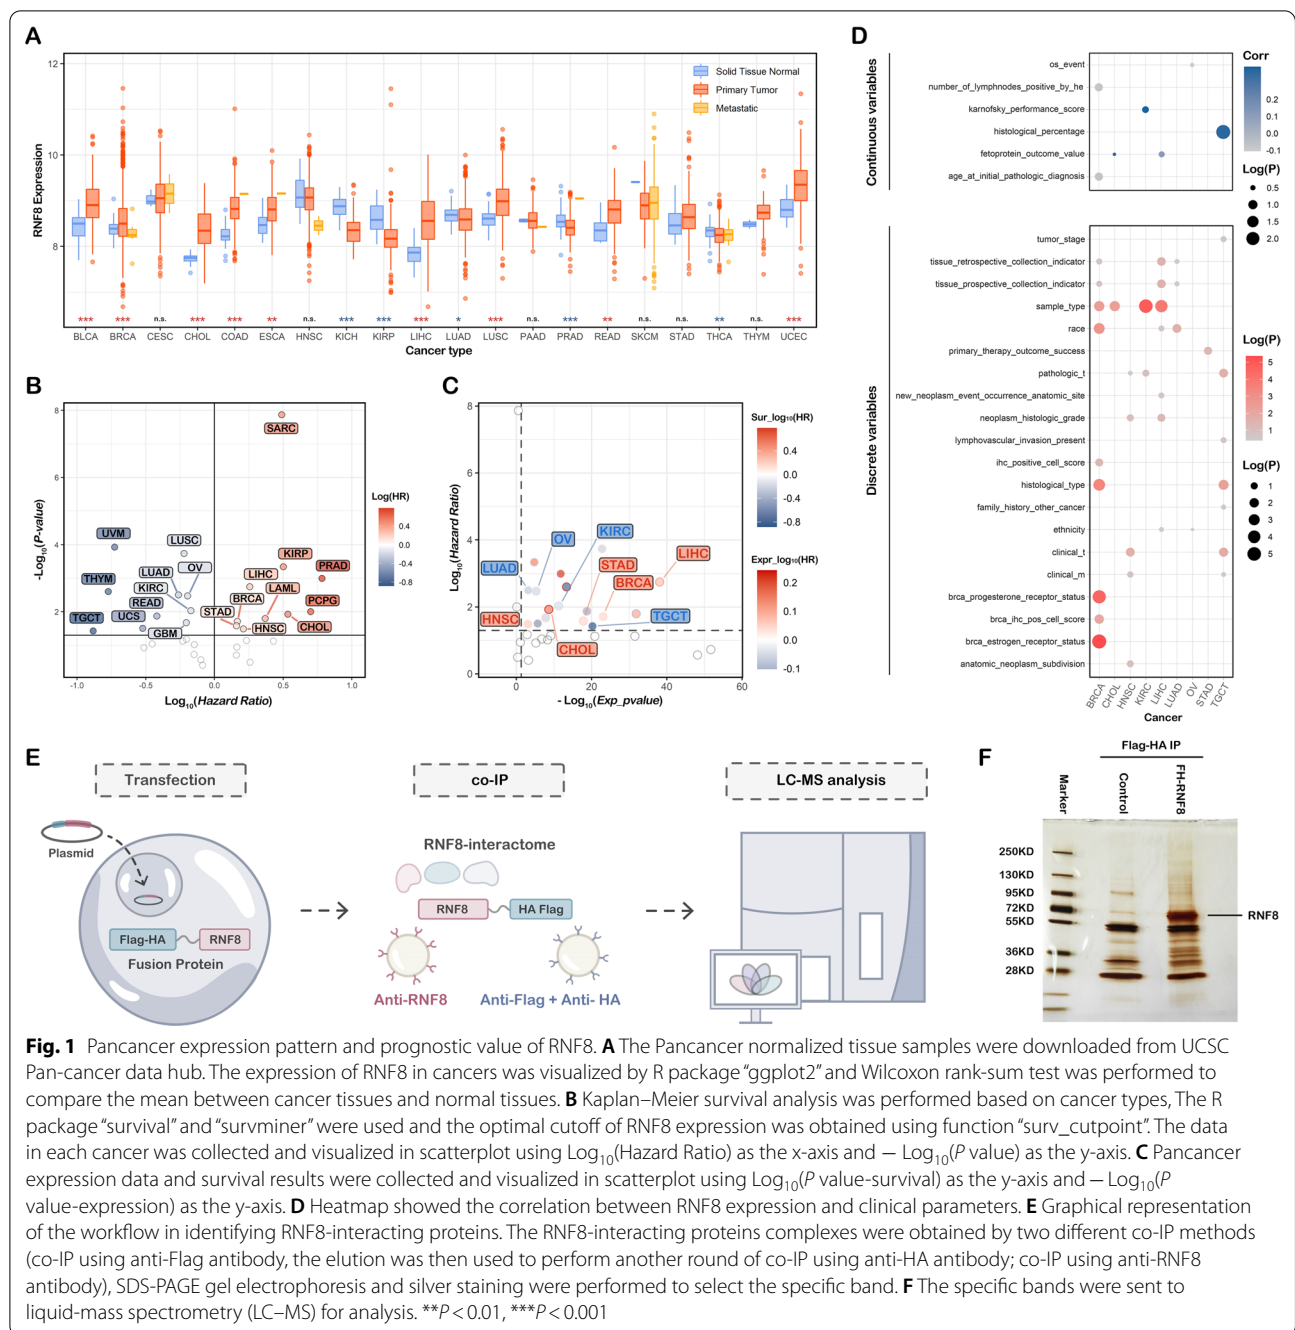 A
12
10
8
RNF8 Expression
Solid Tissue Normal
Primary Tumor
Metastatic
*** *** n.s. *** *** ** n.s. *** *** *** * *** n.s. *** ** n.s. n.s. ** n.s. ***
BLCA BRCA CESC CHOL COAD ESCA HNSC KICH KIRP LIHC LUAD LUSC PAAD PRAD READ SKCM STAD THCA THYM UCEC
Cancer type
B
8
6
4
2
-Log10(P-value)
SARC
UVM
LUSC
KIRP
THYM
LUAD
OV
LIHC
PRAD
KIRC
BRCA
LAML
READ
PCPG
TGCT
UCS
STAD
GBM
HNSC
CHOL
-1.0 -0.5 0.0 0.5 1.0
Log10(Hazard Ratio)
Log(HR)
0.8
0.4
0.0
-0.4
-0.8
C
8
6
4
2
0
Log10(Hazard Ratio)
OV
KIRC
LUAD
STAD
LIHC
BRCA
HNSC
TGCT
CHOL
0 20 40 60
- Log10(Exp_pvalue)
Sur_log10(HR)
0.4
0.0
-0.4
-0.8
Expr_log10(HR)
0.2
0.1
0.0
-0.1
D
Continuous variables
os_event
number_of_lymphnodes_positive_by_he
karnofsky_performance_score
histological_percentage
fetoprotein_outcome_value
age_at_initial_pathologic_diagnosis
Corr
0.2
0.1
0.0
-0.1
Log(P)
0.5
1.0
1.5
2.0
Discrete variables
tumor_stage
tissue_retrospective_collection_indicator
tissue_prospective_collection_indicator
sample_type
race
primary_therapy_outcome_success
pathologic_t
new_neoplasm_event_occurrence_anatomic_site
neoplasm_histologic_grade
lymphovascular_invasion_present
ihc_positive_cell_score
histological_type
family_history_other_cancer
ethnicity
clinical_t
clinical_m
brca_progesterone_receptor_status
brca_ihc_pos_cell_score
brca_estrogen_receptor_status
anatomic_neoplasm_subdivision
BRCA CHOL HNSC KIRC LIHC LUAD OV STAD TGCT
Cancer
Log(P)
5
4
3
2
1
Log(P)
1
2
3
4
5
E
Transfection
Plasmid
Flag-HA RNF8
Fusion Protein
co-IP
RNF8-interactome
RNF8 HA Flag
Anti-RNF8 Anti-Flag + Anti- HA
LC-MS analysis
F
Flag-HA IP
Marker
Control
FH-RNF8
250KD
130KD
95KD
72KD
55KD
36KD
28KD
RNF8
Fig. 1 Pancancer expression pattern and prognostic value of RNF8. A The Pancancer normalized tissue samples were downloaded from UCSC
Pan-cancer data hub. The expression of RNF8 in cancers was visualized by R package “ggplot2” and Wilcoxon rank-sum test was performed to
compare the mean between cancer tissues and normal tissues. B Kaplan–Meier survival analysis was performed based on cancer types, The R
package “survival” and “survminer” were used and the optimal cutoff of RNF8 expression was obtained using function “surv_cutpoint”. The data
in each cancer was collected and visualized in scatterplot using Log10(Hazard Ratio) as the x-axis and − Log10(P value) as the y-axis. C Pancancer
expression data and survival results were collected and visualized in scatterplot using Log10(P value-survival) as the y-axis and − Log10(P
value-expression) as the y-axis. D Heatmap showed the correlation between RNF8 expression and clinical parameters. E Graphical representation
of the workflow in identifying RNF8-interacting proteins. The RNF8-interacting proteins complexes were obtained by two different co-IP methods
(co-IP using anti-Flag antibody, the elution was then used to perform another round of co-IP using anti-HA antibody; co-IP using anti-RNF8
antibody), SDS-PAGE gel electrophoresis and silver staining were performed to select the specific band. F The specific bands were sent to
liquid-mass spectrometry (LC–MS) for analysis. **P < 0.01, ***P < 0.001